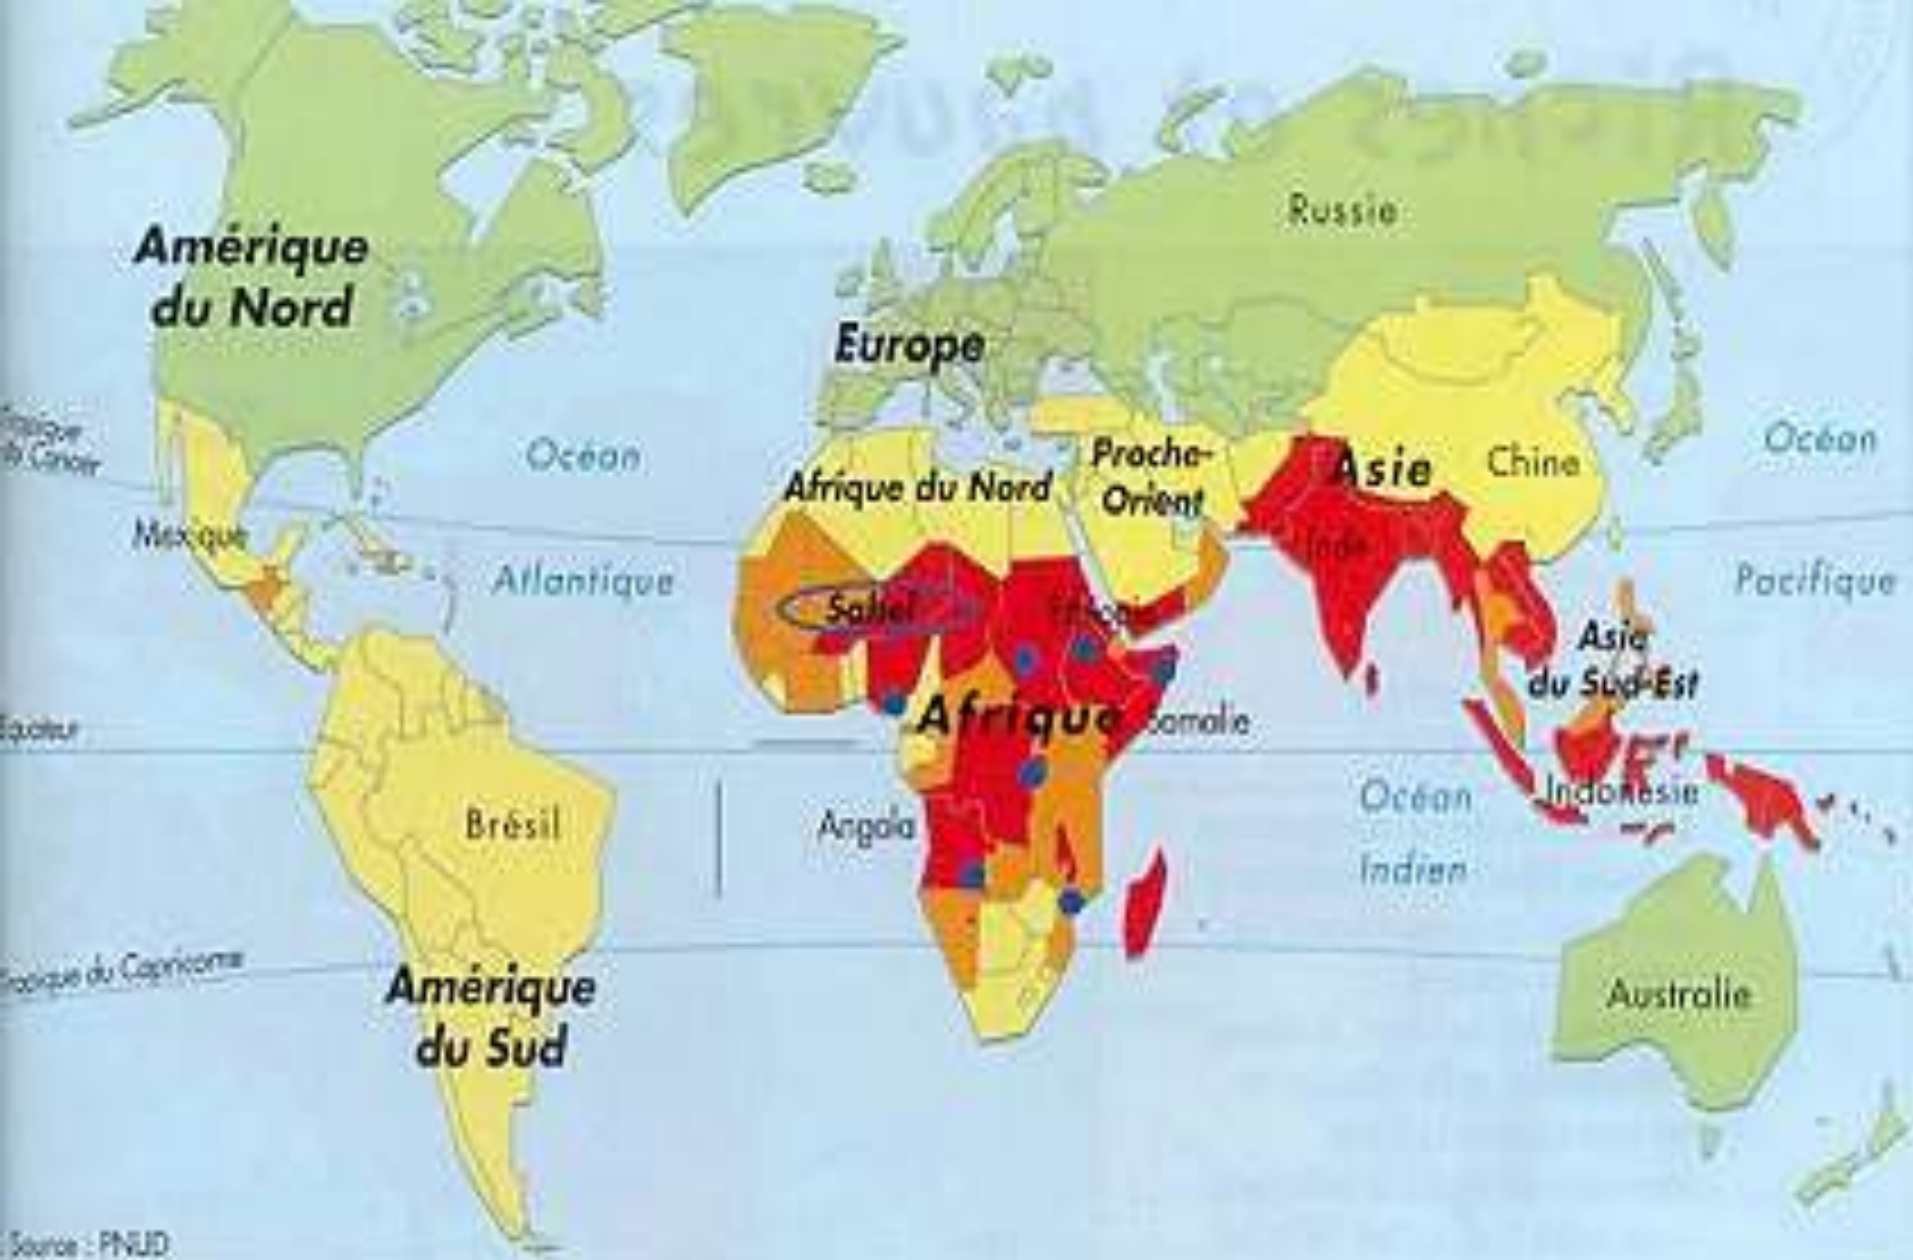 Amérique
du Nord
Russie
Europe
Océan
Proche-
Orient
Asie
Chine
Océan
Afrique du Nord
Mexique
Atlantique
Inde
Pacifique
Sahel
Asie
du Sud-Est
Afrique
Somalie
Equateur
Brésil
Angola
Océan
Indien
Indonésie
Tropique du Capricorne
Amérique
du Sud
Australie
Source : PNUD